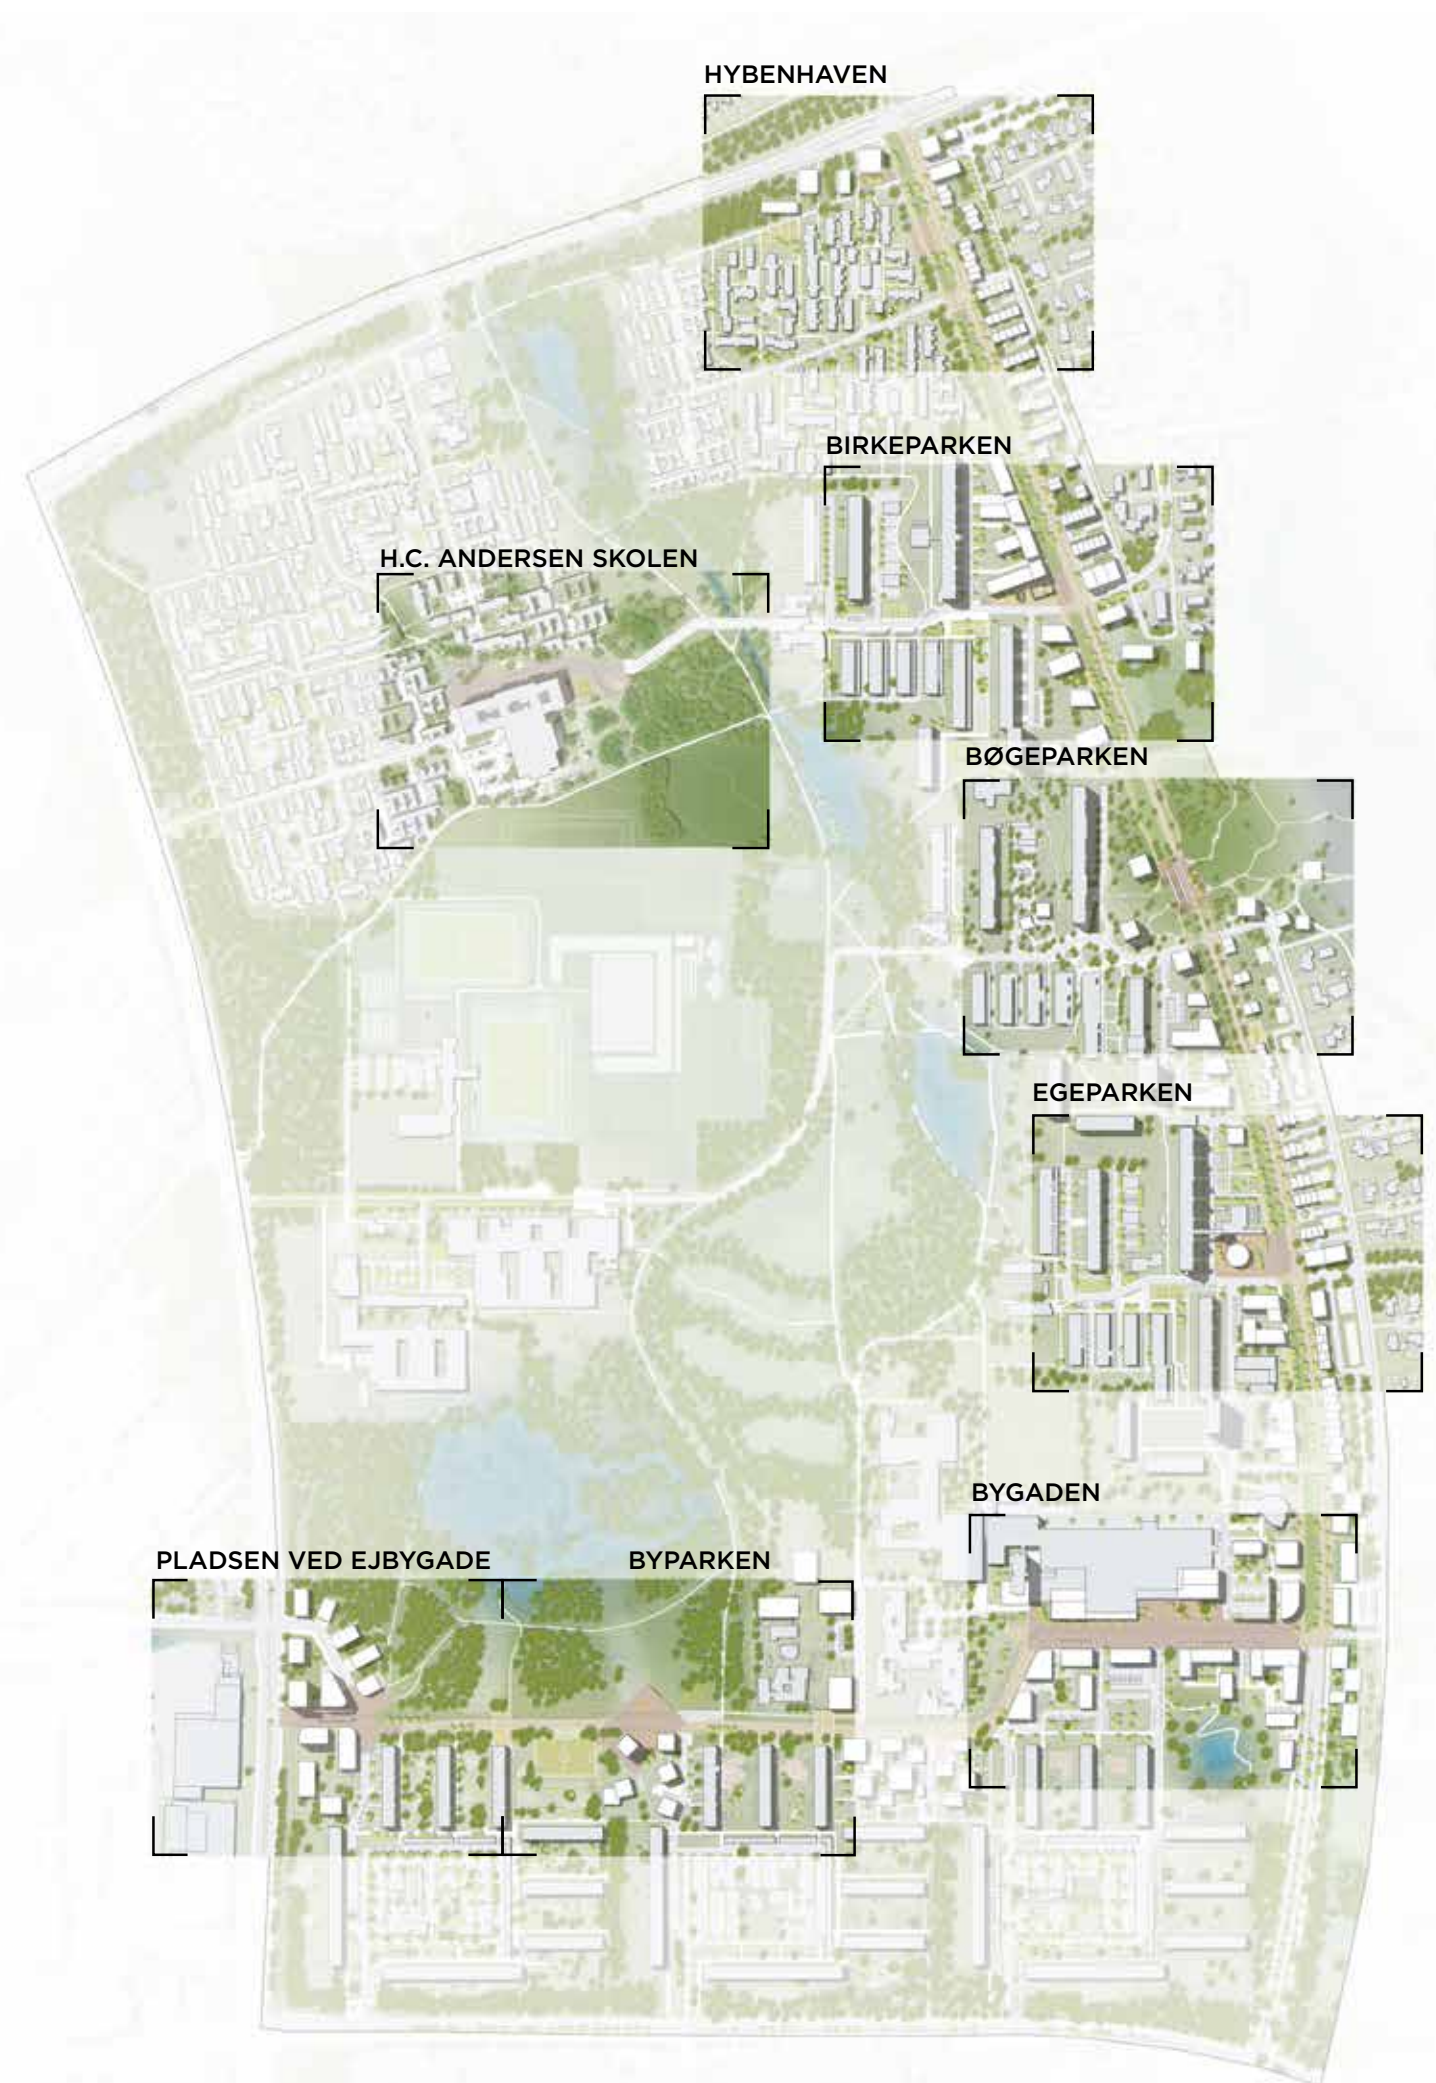 HYBENHAVEN
BIRKEPARKEN
H.C. ANDERSEN SKOLEN
BØGEPARKEN
EGEPARKEN
BYGADEN
PLADSEN VED EJBYGADE
BYPARKEN